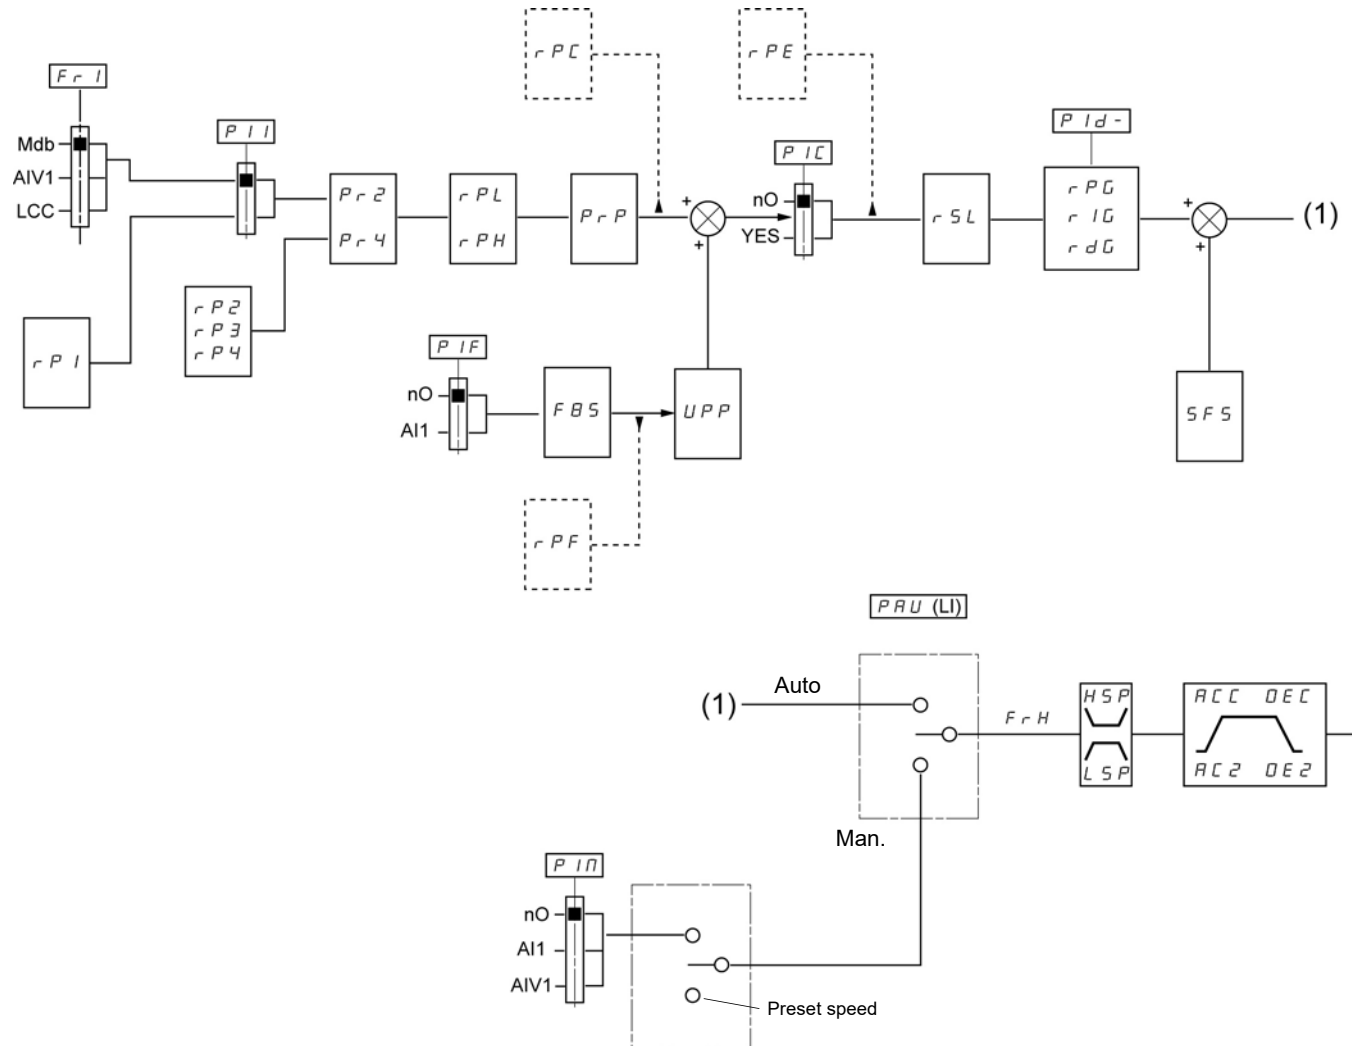 rPC
rPE
Fr1
PII
PId-
Mdb
AIV1
LCC
PIC
nO
YES
Pr2
Pr4
rPL
rPH
PrP
+
+
rSL
rPG
rIG
rdG
+
+
(1)
rP1
rP2
rP3
rP4
PIF
nO
AI1
FBS
UPP
SFS
rPF
PAU (LI)
(1)
Auto
FrH
HSP
LSP
ACC DEC
AC2 DE2
Man.
PIM
nO
AI1
AIV1
Preset speed